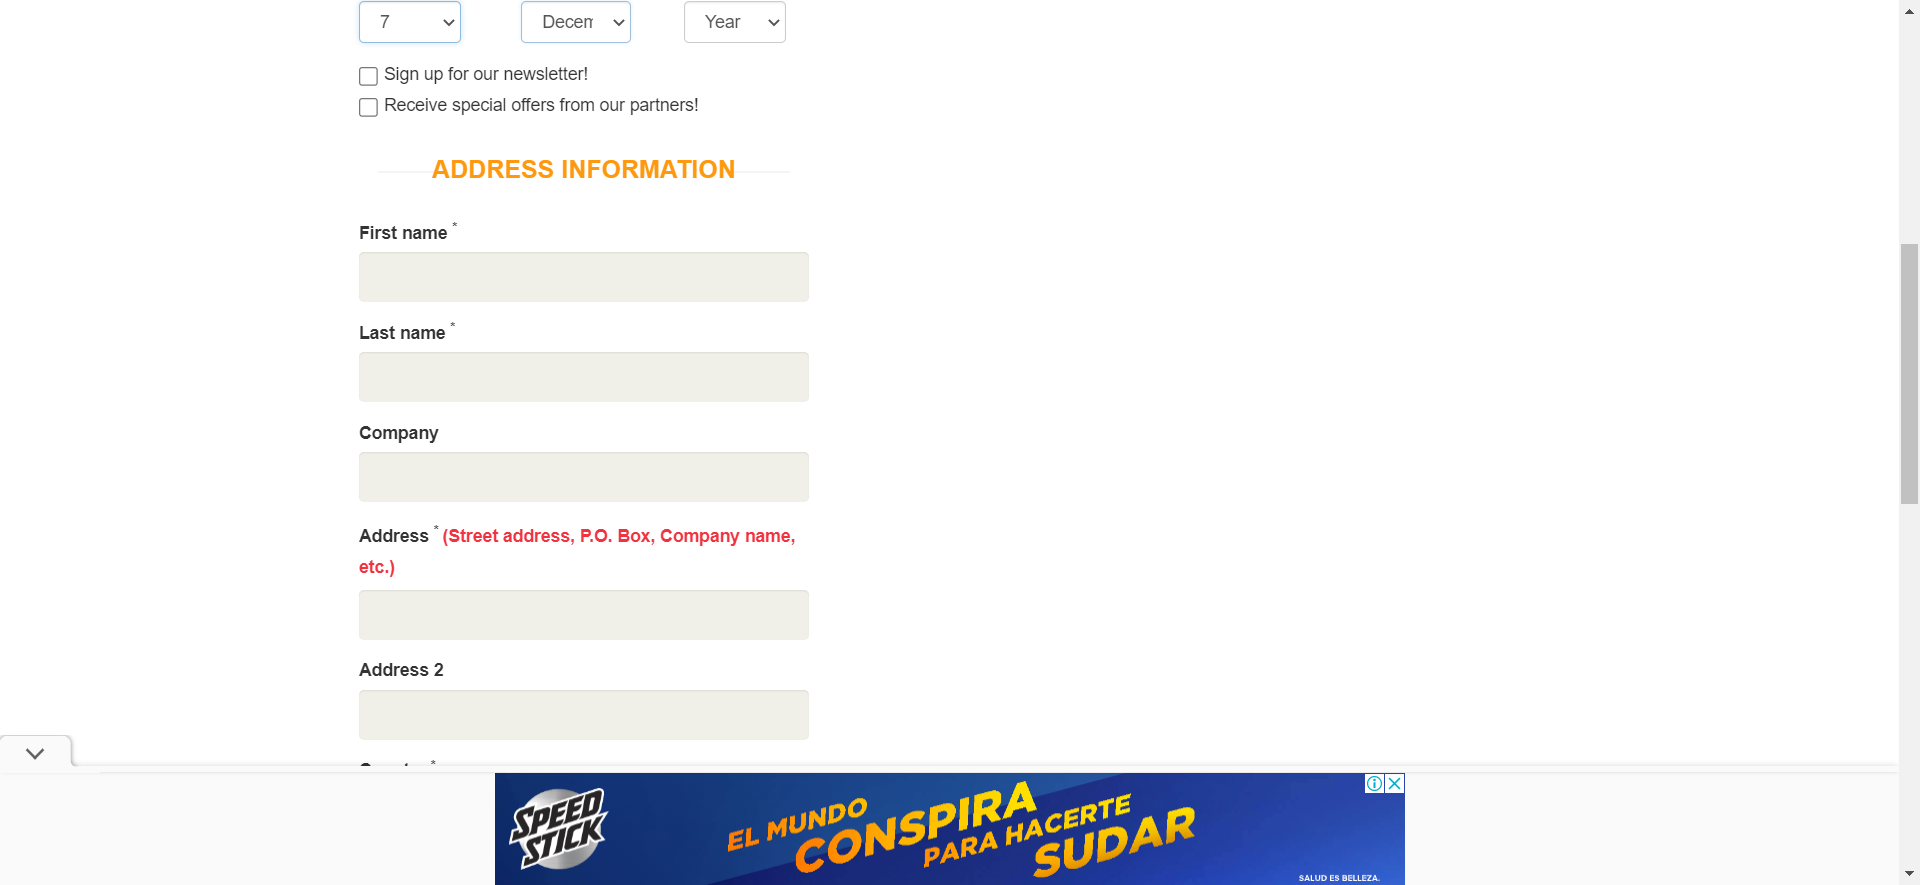 7 Decem Year
Sign up for our newsletter!
Receive special offers from our partners!
ADDRESS INFORMATION
First name *
Last name *
Company
Address * (Street address, P.O. Box, Company name,
etc.)
Address 2
SPEED
STICK
EL MUNDO
CONSPIRA
PARA HACERTE
SUDAR
SALUD ES BELLEZA.